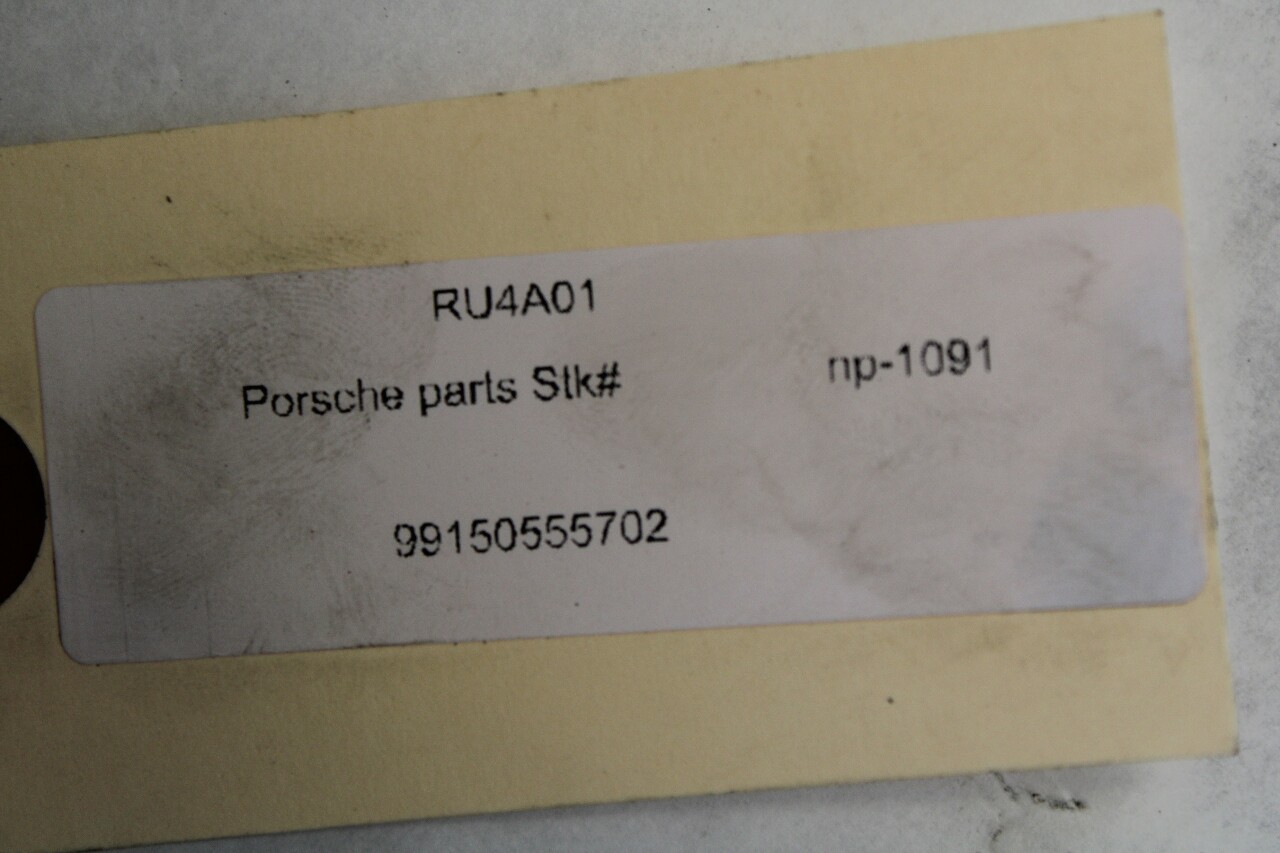 RU4A01
Porsche parts Stk# np-1091
99150555702